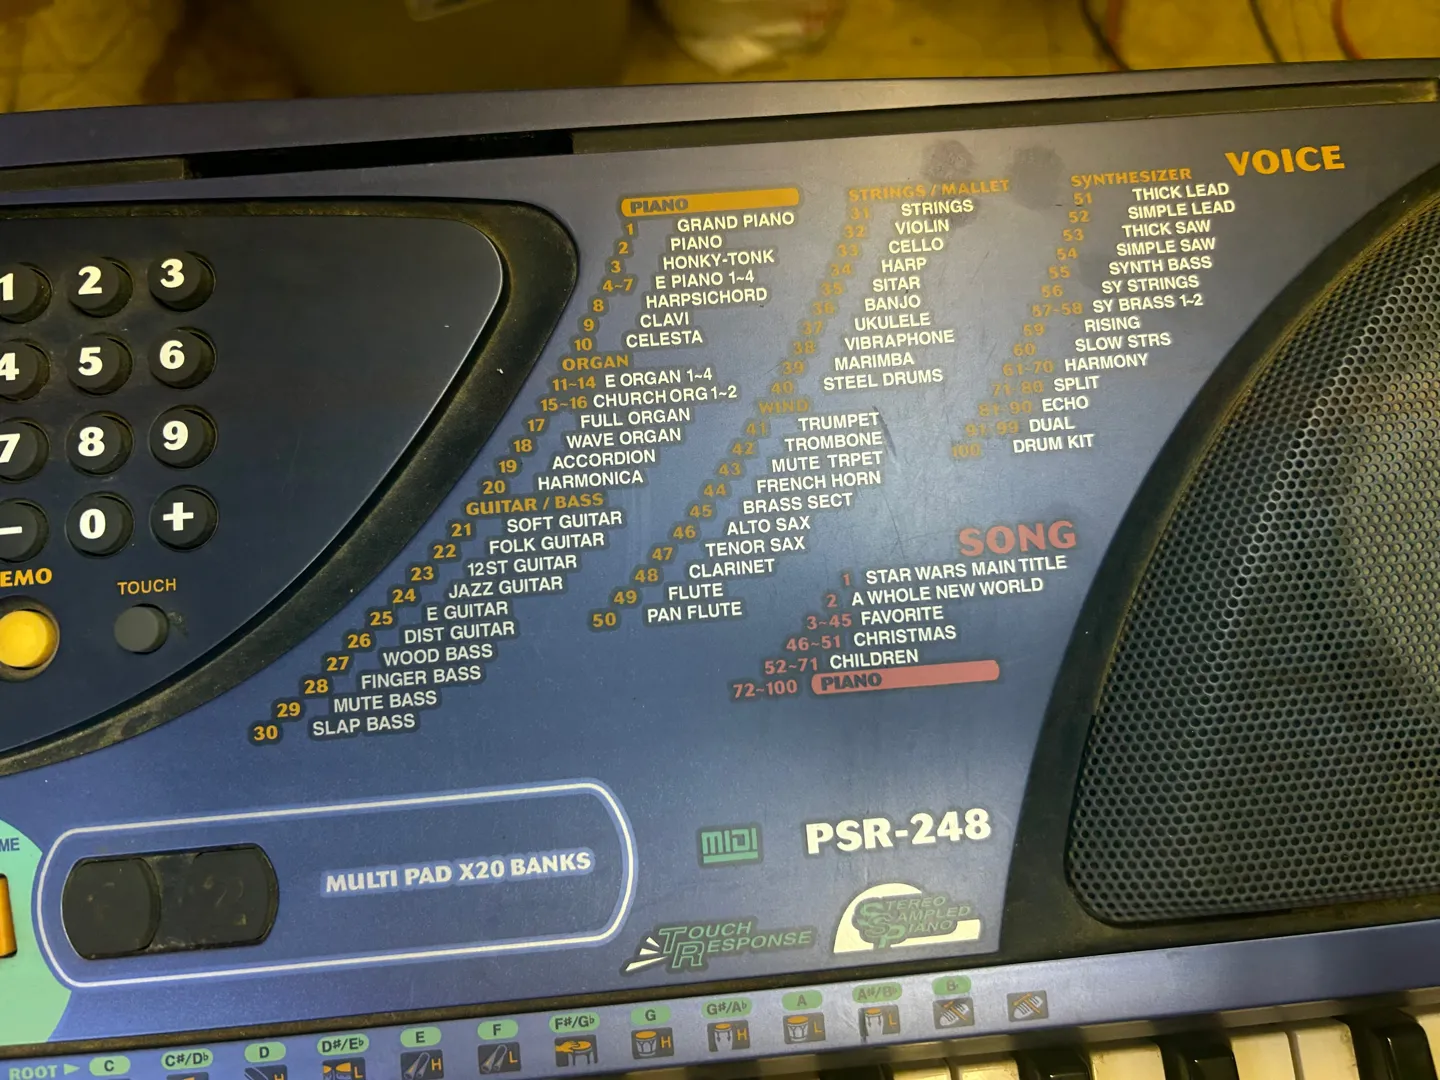 VOICE
PIANO
1 GRAND PIANO
2 PIANO
3 HONKY-TONK
4~7 E PIANO 1~4
8 HARPSICHORD
9 CLAVI
10 CELESTA
ORGAN
11~14 E ORGAN 1~4
15~16 CHURCH ORG 1~2
17 FULL ORGAN
18 WAVE ORGAN
19 ACCORDION
20 HARMONICA
GUITAR / BASS
21 SOFT GUITAR
22 FOLK GUITAR
23 12ST GUITAR
24 JAZZ GUITAR
25 E GUITAR
26 DIST GUITAR
27 WOOD BASS
28 FINGER BASS
29 MUTE BASS
30 SLAP BASS
STRINGS / MALLET
31 STRINGS
32 VIOLIN
33 CELLO
34 HARP
35 SITAR
36 BANJO
37 UKULELE
38 VIBRAPHONE
39 MARIMBA
40 STEEL DRUMS
WIND
41 TRUMPET
42 TROMBONE
43 MUTE TRPET
44 FRENCH HORN
45 BRASS SECT
46 ALTO SAX
47 TENOR SAX
48 CLARINET
49 FLUTE
50 PAN FLUTE
SYNTHESIZER
51 THICK LEAD
52 SIMPLE LEAD
53 THICK SAW
54 SIMPLE SAW
55 SYNTH BASS
56 SY STRINGS
57~58 SY BRASS 1~2
59 RISING
60 SLOW STRS
61~70 HARMONY
71~80 SPLIT
81~90 ECHO
91~99 DUAL
100 DRUM KIT
SONG
1 STAR WARS MAIN TITLE
2 A WHOLE NEW WORLD
3~45 FAVORITE
46~51 CHRISTMAS
52~71 CHILDREN
72~100 PIANO
1 2 3
4 5 6
7 8 9
− 0 +
EMO
TOUCH
ME
MULTI PAD X20 BANKS
MIDI
PSR-248
TOUCH RESPONSE
STEREO SAMPLED PIANO
ROOT ► C C#/D♭ D D#/E♭ E F F#/G♭ G G#/A♭ A A#/B♭ B
H L H L H H L L